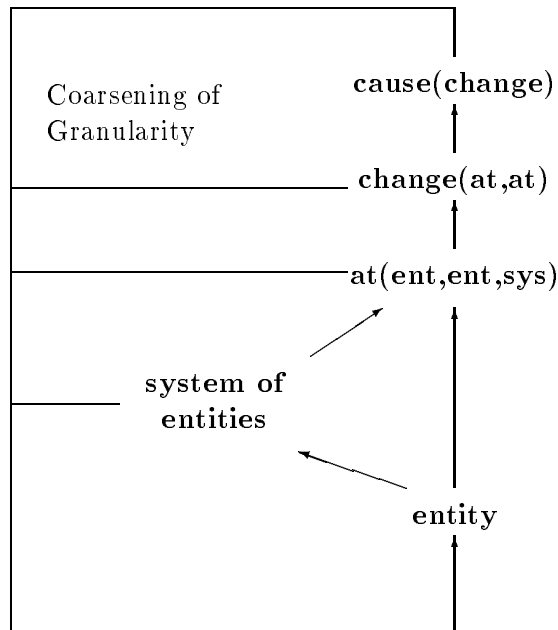 cause(change)
Coarsening of
Granularity
change(at,at)
at(ent,ent,sys)
system of
entities
entity